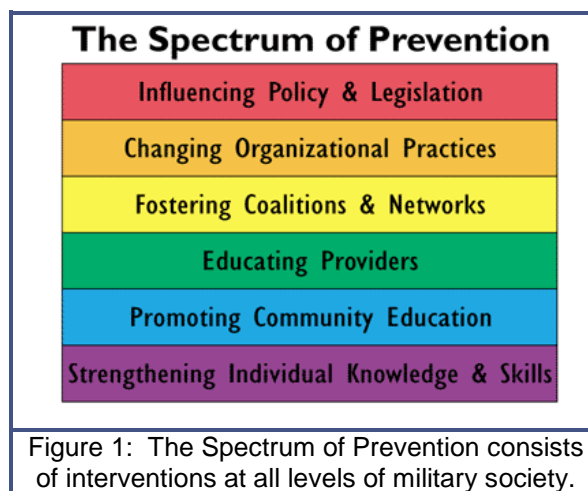 The Spectrum of Prevention
Influencing Policy & Legislation
Changing Organizational Practices
Fostering Coalitions & Networks
Educating Providers
Promoting Community Education
Strengthening Individual Knowledge & Skills
Figure 1: The Spectrum of Prevention consists
of interventions at all levels of military society.